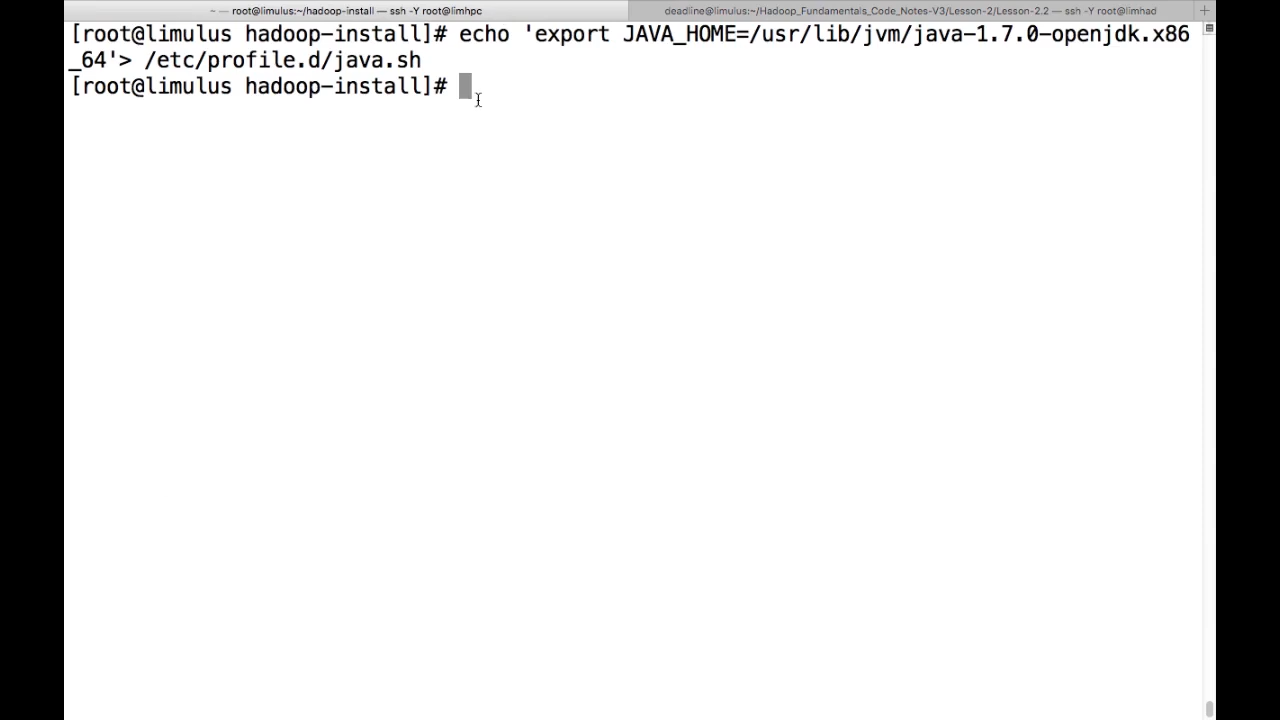 ~ — root@limulus:~/hadoop-install — ssh -Y root@limhpc
deadline@limulus:~/Hadoop_Fundamentals_Code_Notes-V3/Lesson-2/Lesson-2.2 — ssh -Y root@limhad
+
[root@limulus hadoop-install]# echo 'export JAVA_HOME=/usr/lib/jvm/java-1.7.0-openjdk.x86
_64'> /etc/profile.d/java.sh
[root@limulus hadoop-install]#